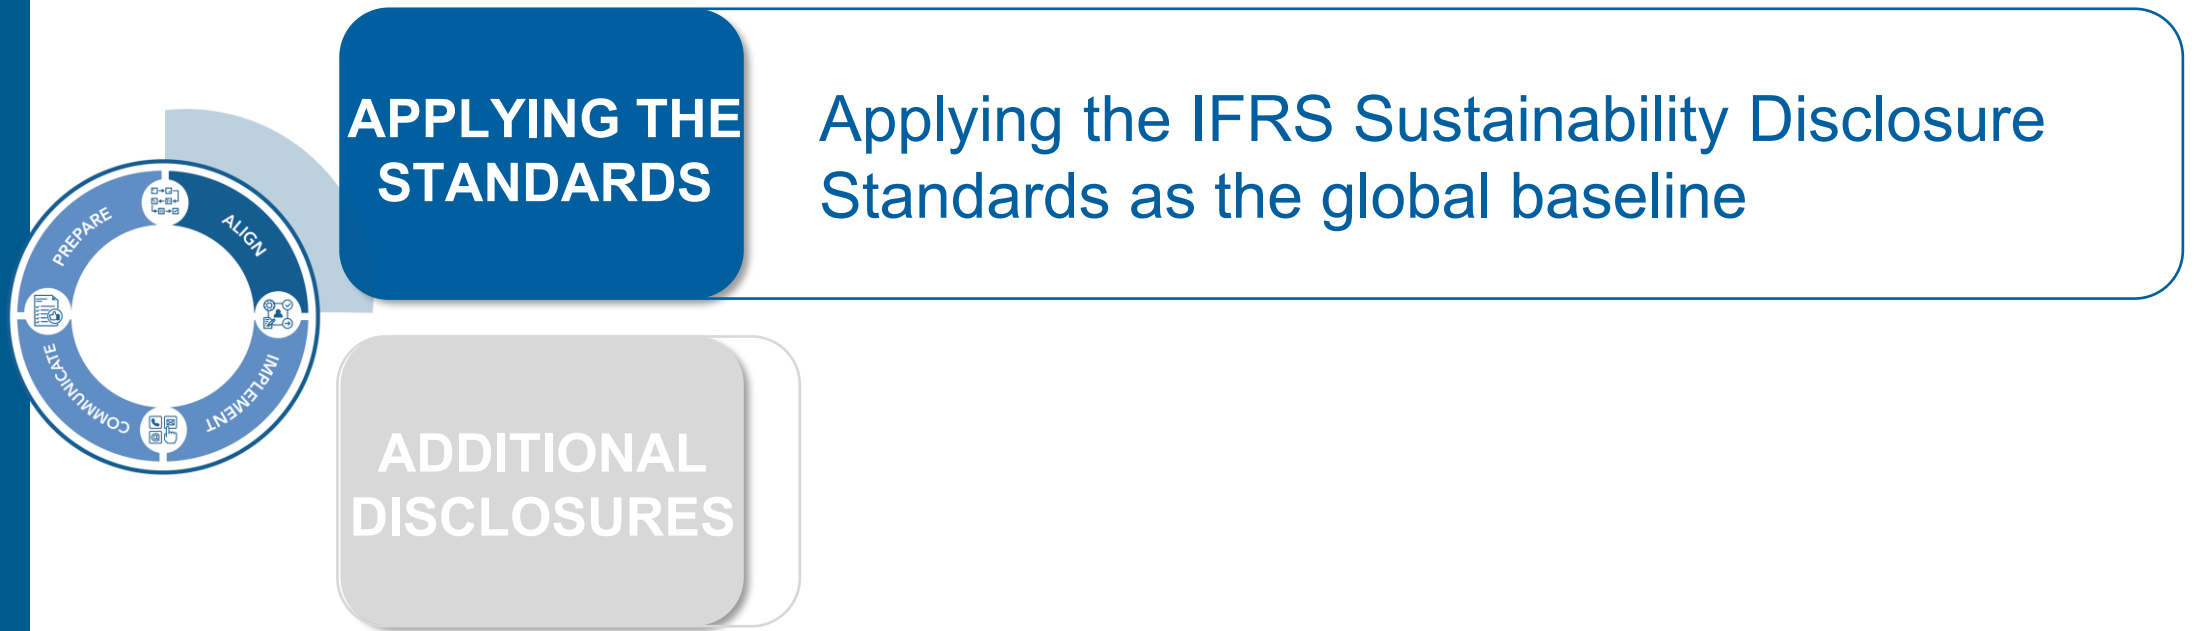 APPLYING THE
STANDARDS
Applying the IFRS Sustainability Disclosure
Standards as the global baseline
PREPARE
ALIGN
COMMUNICATE
IMPLEMENT
ADDITIONAL
DISCLOSURES